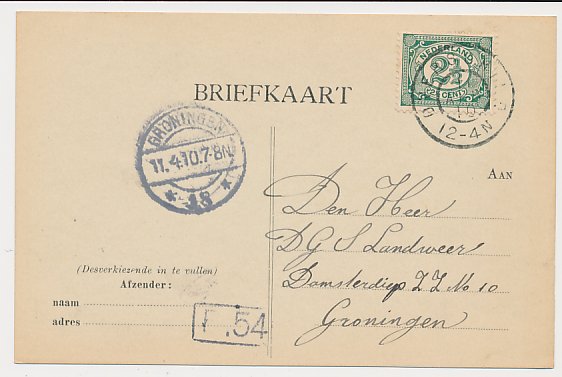 NEDERLAND
2½
CENT
12-4N
BRIEFKAART
GRONINGEN
11.4.10.7-8N
* 18 *
AAN
Den Heer
D G S Landweer
Damsterdiep Z Z No 10
Groningen
(Desverkiezende in te vullen)
Afzender:
naam
adres
.54